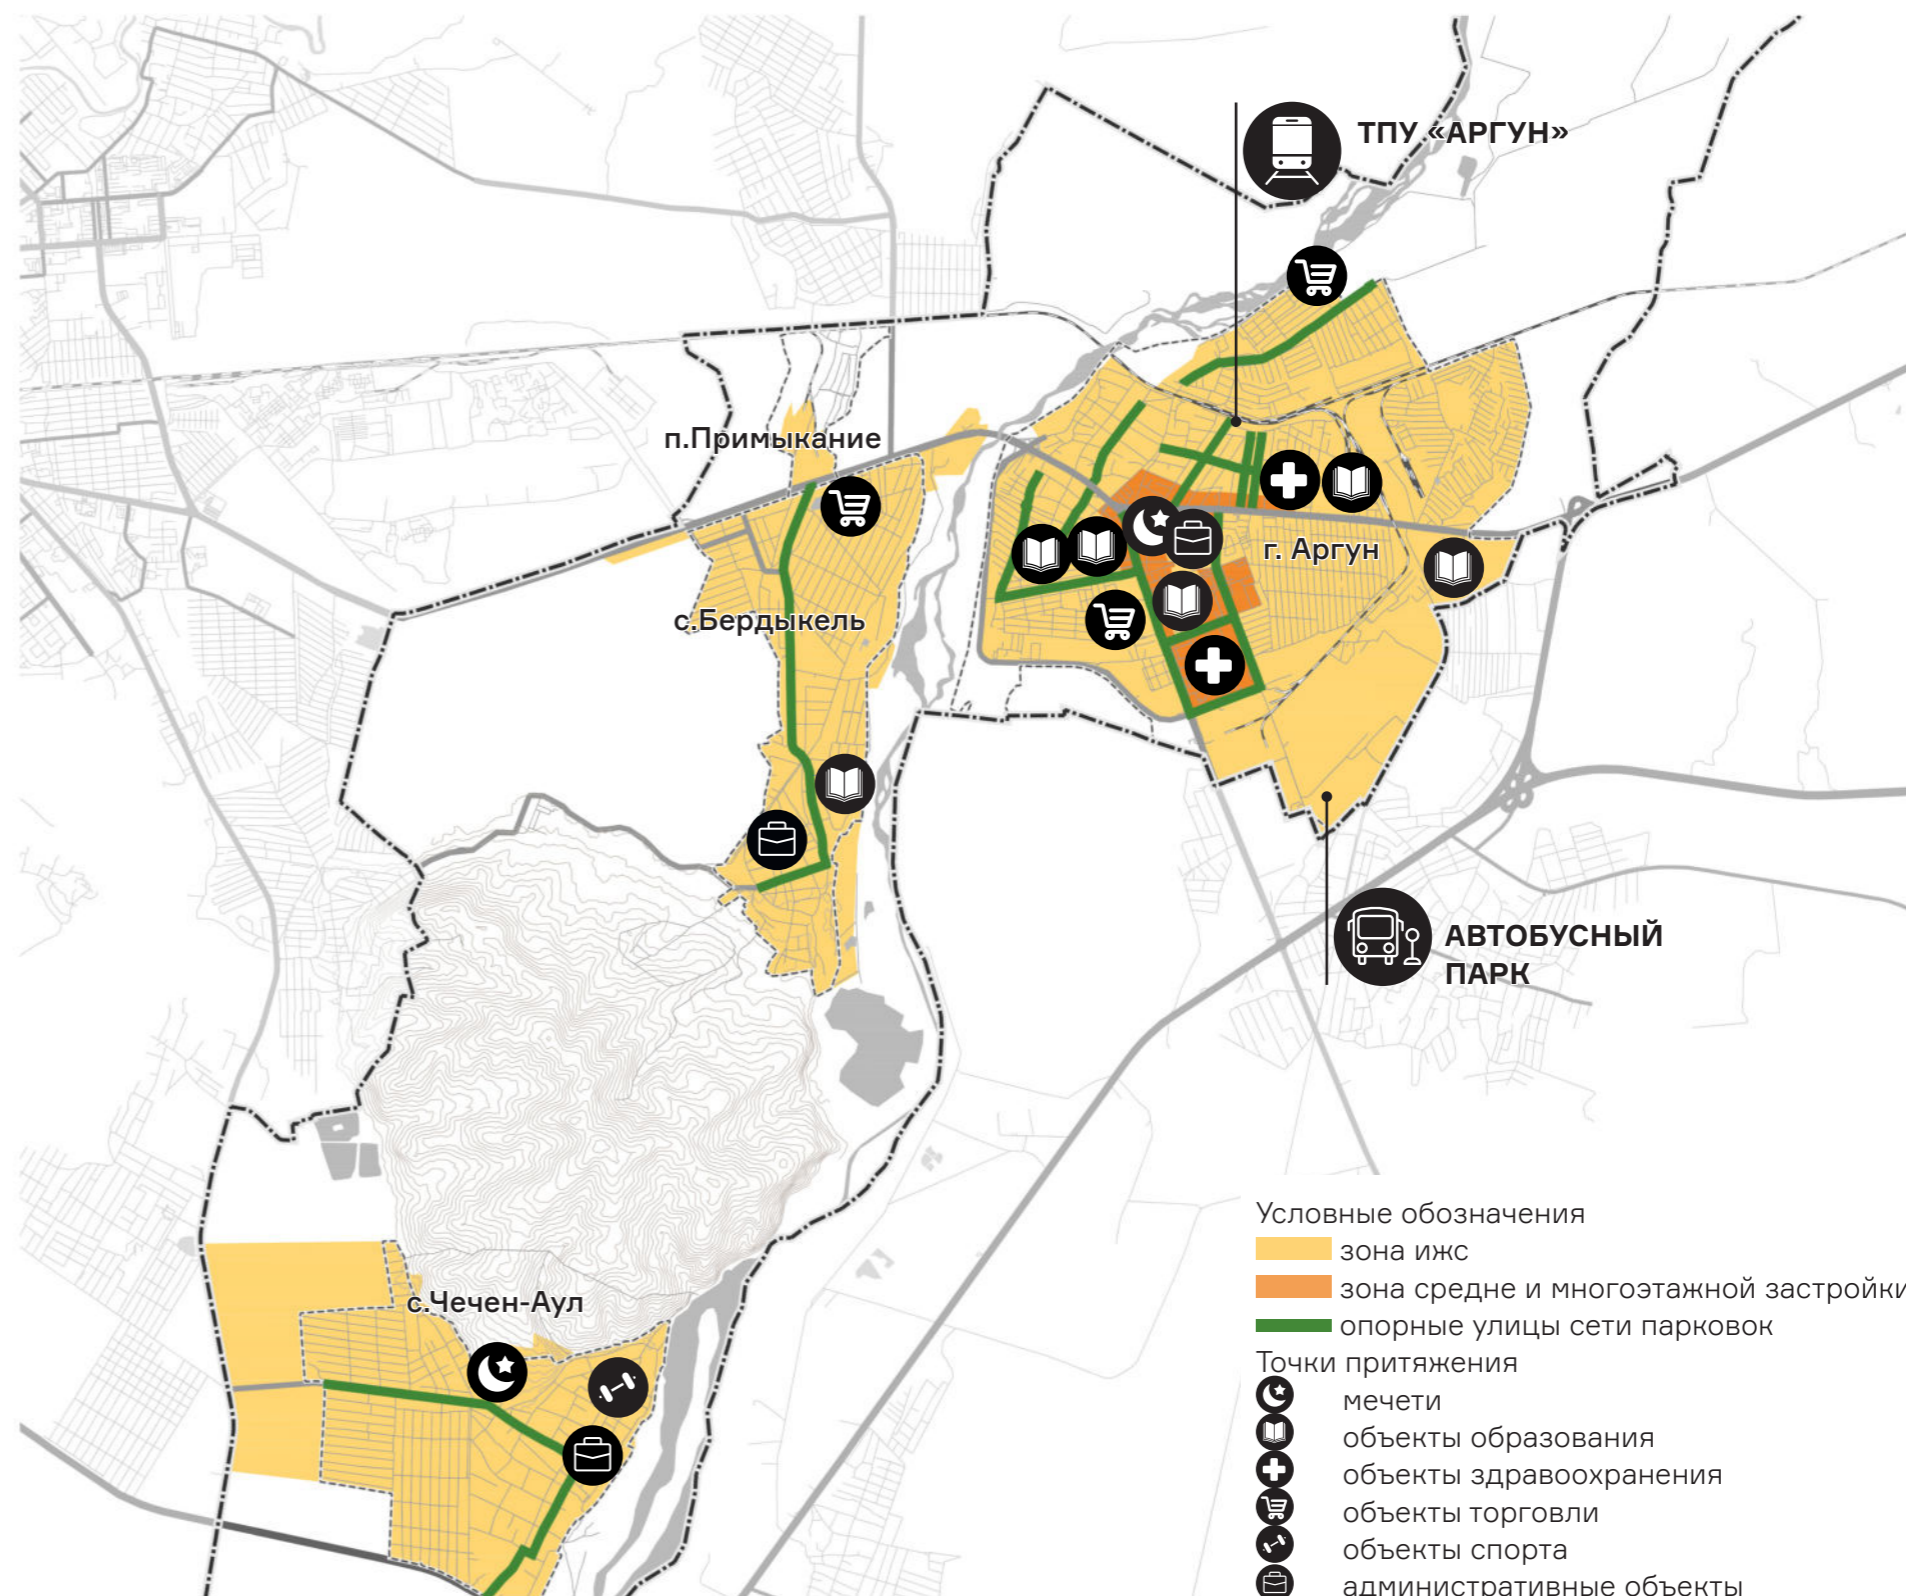 ТПУ «АРГУН»
п.Примыкание
г. Аргун
с.Бердыкель
АВТОБУСНЫЙ
ПАРК
с.Чечен-Аул
Условные обозначения
зона ижс
зона средне и многоэтажной застройки
опорные улицы сети парковок
Точки притяжения
мечети
объекты образования
объекты здравоохранения
объекты торговли
объекты спорта
административные объекты